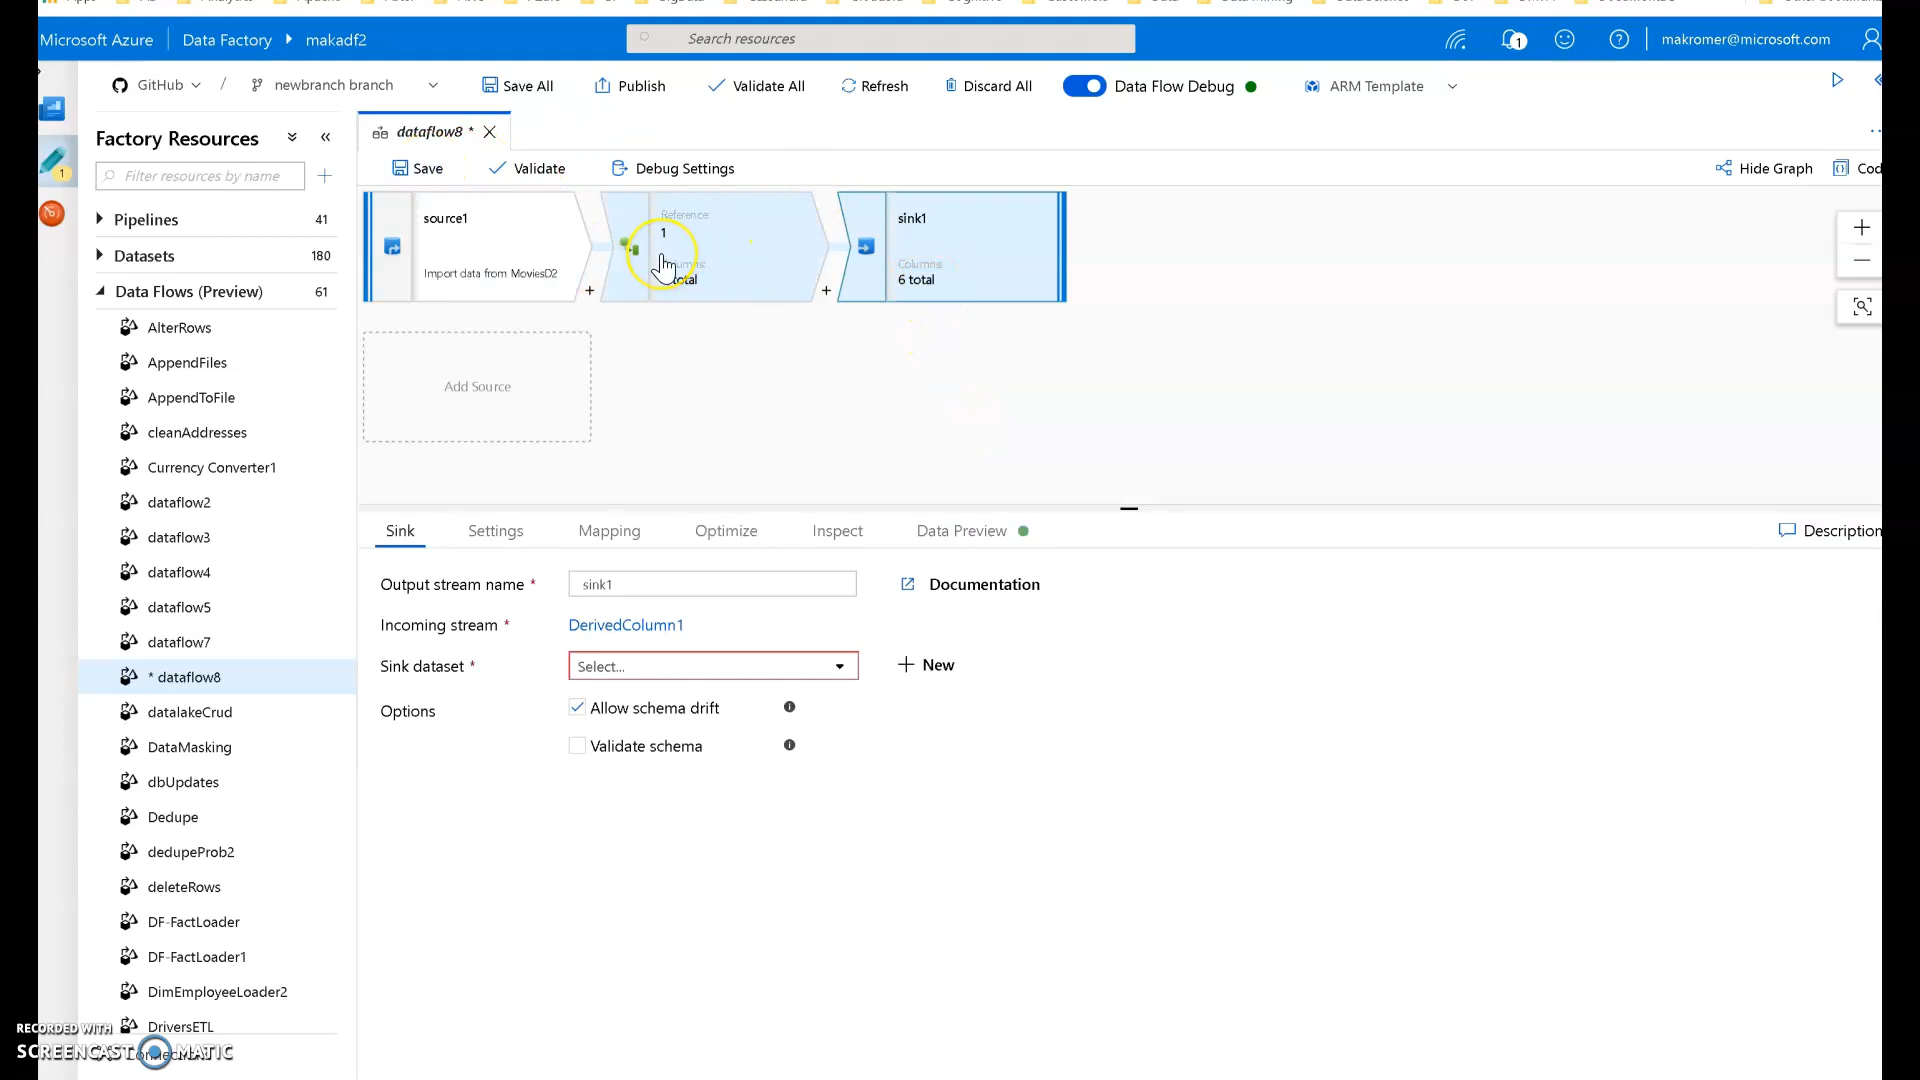 Microsoft Azure
Data Factory
makadf2
Search resources
1
makromer@microsoft.com
GitHub
/
newbranch branch
Save All
Publish
Validate All
Refresh
Discard All
Data Flow Debug
ARM Template
1
Factory Resources
Filter resources by name
Pipelines 41
Datasets 180
Data Flows (Preview) 61
AlterRows
AppendFiles
AppendToFile
cleanAddresses
Currency Converter1
dataflow2
dataflow3
dataflow4
dataflow5
dataflow7
* dataflow8
datalakeCrud
DataMasking
dbUpdates
Dedupe
dedupeProb2
deleteRows
DF-FactLoader
DF-FactLoader1
DimEmployeeLoader2
DriversETL
dataflow8 *
Save
Validate
Debug Settings
Hide Graph
Cod
source1
Import data from MoviesD2
Reference
1
total
sink1
Columns:
6 total
Add Source
Sink
Settings
Mapping
Optimize
Inspect
Data Preview
Description
Output stream name *
sink1
Documentation
Incoming stream *
DerivedColumn1
Sink dataset *
Select...
New
Options
Allow schema drift
Validate schema
RECORDED WITH
SCREENCAST MATIC